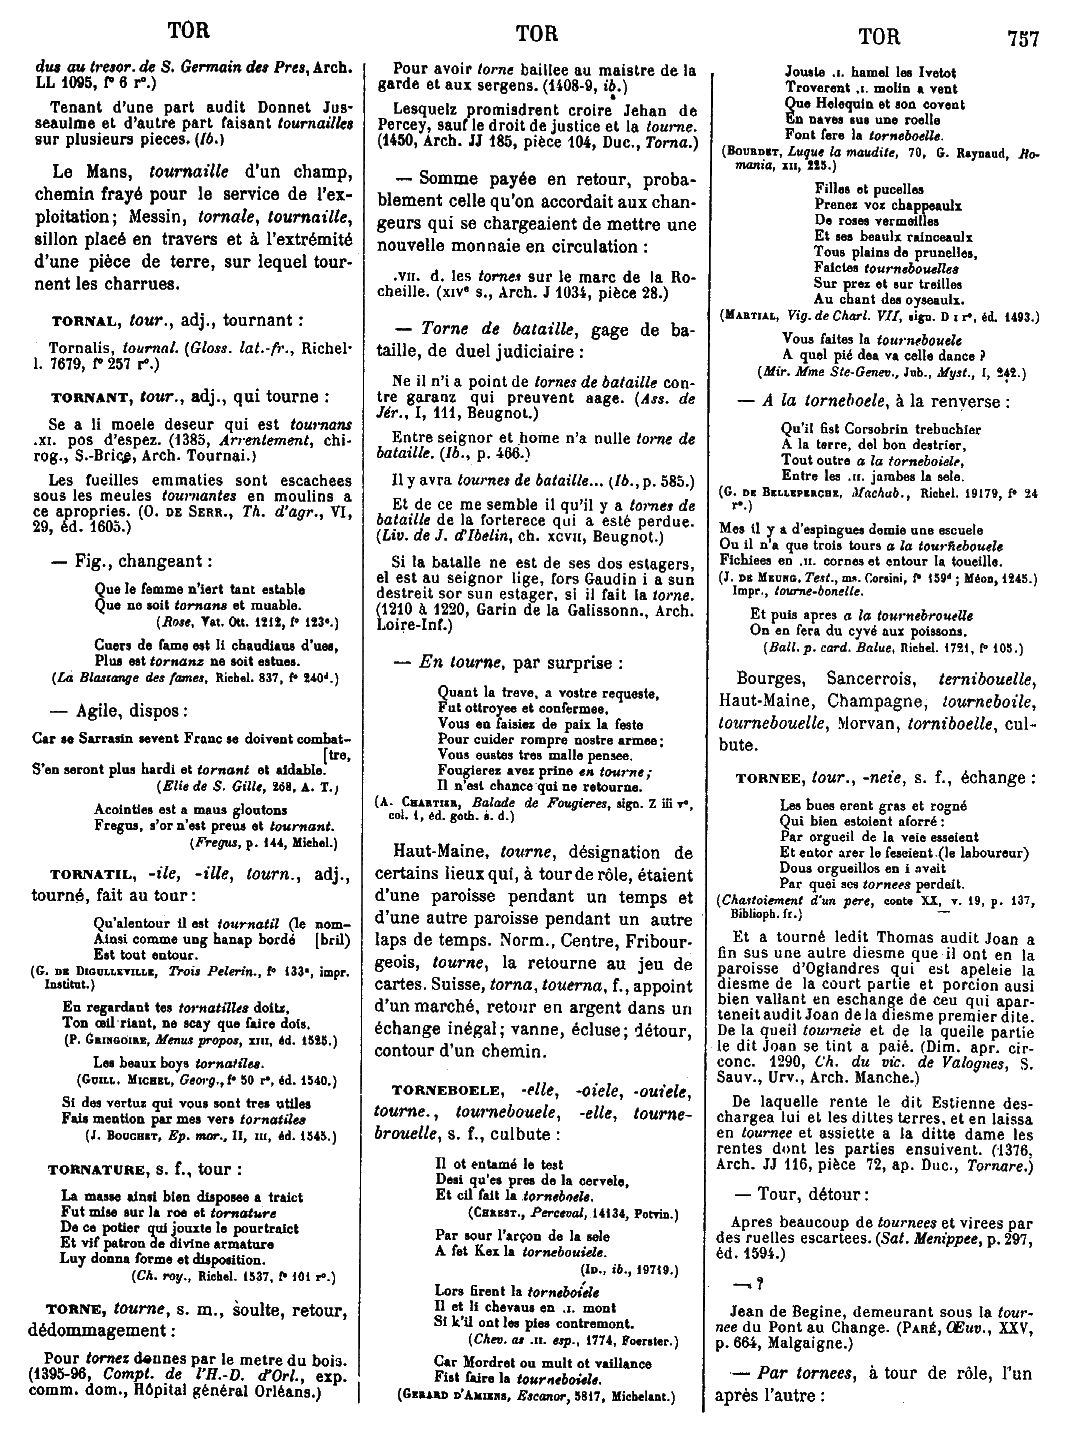 TOR
TOR
TOR
757
dus au tresor. de S. Germain des Pres, Arch.
LL 1095, f° 6 r°.)
Tenant d'une part audit Donnet Jus-
seaulme et d'autre part faisant tournailles
sur plusieurs pieces. (Ib.)
Le Mans, tournaille d'un champ,
chemin frayé pour le service de l'ex-
ploitation; Messin, tornale, tournaille,
sillon placé en travers et à l'extrémité
d'une pièce de terre, sur lequel tour-
nent les charrues.
TORNAL, tour., adj., tournant :
Tornalis, tournal. (Gloss. lat.-fr., Richel-
l. 7679, f° 257 r°.)
TORNANT, tour., adj., qui tourne :
Se a li moele deseur qui est tournans
.XI. pos d'espez. (1385, Arrentement, chi-
rog., S.-Brice, Arch. Tournai.)
Les fueilles emmaties sont escachees
sous les meules tournantes en moulins a
ce apropries. (O. DE SERR., Th. d'agr., VI,
29, éd. 1605.)
— Fig., changeant :
Que le femme n'iert tant estable
Que ne soit tornans et muable.
(Rose, Vat. Ott. 1212, f° 123°.)
Cuers de fame est li chaudiaus d'ues,
Plus est tornanz ne soit estues.
(La Blastange des fames, Richel. 837, f° 240ᵈ.)
— Agile, dispos :
Car se Sarrasin sevent Franc se doivent combat-
[tre,
S'en seront plus hardi et tornant et aidable.
(Elie de S. Gille, 268, A. T.)
Acointies est a maus gloutons
Fregus, s'or n'est preus et tournant.
(Fregus, p. 144, Michel.)
TORNATIL, -ile, -ille, tourn., adj.,
tourné, fait au tour :
Qu'alentour il est tournatil (le nom-
Ainsi comme ung hanap bordé [bril)
Est tout entour.
(G. DE DIGULLEVILLE, Trois Pelerin., f° 133°, impr.
Institut.)
En regardant tes tornatilles doitz,
Ton œil riant, ne scay que faire dois.
(P. GRINGOIRE, Menus propos, XIII, éd. 1525.)
Les beaux boys tornatiles.
(GUILL. MICHEL, Georg., f° 50 r°, éd. 1540.)
Si des vertuz qui vous sont tres utiles
Fais mention par mes vers tornatiles
(J. BOUCHET, Ep. mor., II, III, éd. 1545.)
TORNATURE, s. f., tour :
La masse ainsi bien disposee a traict
Fut mise sur la roe et tornature
De ce potier qui jouxte le pourtraict
Et vif patron de divine armature
Luy donna forme et disposition.
(Ch. roy., Richel. 1537, f° 101 r°.)
TORNE, tourne, s. m., soulte, retour,
dédommagement :
Pour tornez dennes par le metre du bois.
(1395-96, Compt. de l'H.-D. d'Orl., exp.
comm. dom., Hôpital général Orléans.)
Pour avoir torne baillee au maistre de la
garde et aux sergens. (1408-9, ib.)
Lesquelz promisdrent croire Jehan de
Percey, sauf le droit de justice et la tourne.
(1450, Arch. JJ 185, pièce 104, Duc., Torna.)
— Somme payée en retour, proba-
blement celle qu'on accordait aux chan-
geurs qui se chargeaient de mettre une
nouvelle monnaie en circulation :
.VII. d. les tornes sur le marc de la Ro-
cheille. (XIVᵉ s., Arch. J 1034, pièce 28.)
— Torne de bataille, gage de ba-
taille, de duel judiciaire :
Ne il n'i a point de tornes de bataille con-
tre garanz qui preuvent aage. (Ass. de
Jér., I, 111, Beugnot.)
Entre seignor et home n'a nulle torne de
bataille. (Ib., p. 466.)
Il y avra tournes de bataille... (Ib., p. 585.)
Et de ce me semble il qu'il y a tornes de
bataille de la forterece qui a esté perdue.
(Liv. de J. d'Ibelin, ch. XCVII, Beugnot.)
Si la batalle ne est de ses dos estagers,
el est au seignor lige, fors Gaudin i a sun
destreit sor sun estager, si il fait la torne.
(1210 à 1220, Garin de la Galissonn., Arch.
Loire-Inf.)
— En tourne, par surprise :
Quant la treve, a vostre requeste,
Fut ottroyee et confermee,
Vous en faisiez de paix la feste
Pour cuider rompre nostre armee;
Vous eustes tres malle pensee.
Fougierez avez prine en tourne;
Il n'est chance qui ne retourne.
(A. CHARTIER, Balade de Fougieres, sign. Z iii v°,
col. 1, éd. goth. s. d.)
Haut-Maine, tourne, désignation de
certains lieux qui, à tour de rôle, étaient
d'une paroisse pendant un temps et
d'une autre paroisse pendant un autre
laps de temps. Norm., Centre, Fribour-
geois, tourne, la retourne au jeu de
cartes. Suisse, torna, touerna, f., appoint
d'un marché, retour en argent dans un
échange inégal; vanne, écluse; détour,
contour d'un chemin.
TORNEBOELE, -elle, -oiele, -ouiele,
tourne., tournebouele, -elle, tourne-
brouelle, s. f., culbute :
Il ot entamé le test
Desi qu'es pres de la cervele,
Et cil fait la torneboele.
(CHREST., Perceval, 14134, Potvin.)
Par sour l'arçon de la sele
A fet Kex la tornebouiele.
(ID., ib., 19719.)
Lors firent la torneboiele
Il et li chevaus en .I. mont
Si k'il ont les pies contremont.
(Chev. as .II. esp., 1774, Foerster.)
Car Mordret ou mult ot vaillance
Fist faire la tourneboiele.
(GERARD D'AMIENS, Escanor, 5817, Michelant.)
Jouste .I. hamel les Ivetot
Troverent .I. molin a vent
Que Helequin et son covent
En naves sus une roelle
Font fere la torneboelle.
(BOURDET, Luque la maudite, 70, G. Raynaud, Ro-
mania, XII, 225.)
Filles et pucelles
Prenez voz chappeaulx
De roses vermeilles
Et ses beaulx rainceaulx
Tous plains de prunelles,
Faictes tournebouelles
Sur prez et sur treilles
Au chant des oyseaulx.
(MARTIAL, Vig. de Charl. VII, sign. D I r°, éd. 1493.)
Vous faites la tournebouele
A quel pié dea va celle dance ?
(Mir. Mme Ste-Genev., Jub., Myst., I, 242.)
— A la torneboele, à la renverse :
Qu'il fist Corsobrin trebuchier
A la terre, del bon destrier,
Tout outre a la torneboiele,
Entre les .II. jambes la sele.
(G. DE BELLEPERCHE, Machab., Richel. 19179, f° 24
r°.)
Mes il y a d'espingues demie une escuele
Ou il n'a que trois tours a la tournebouele
Fichiees en .II. cornes et entour la toueille.
(J. DE MEUNG, Test., ms. Corsini, f° 159ᵈ ; Méon, 1245.)
Impr., tourne-bonelle.
Et puis apres a la tournebrouelle
On en fera du cyvé aux poissons.
(Ball. p. card. Balue, Richel. 1721, f° 105.)
Bourges, Sancerrois, ternibouelle,
Haut-Maine, Champagne, tourneboile,
tournebouelle, Morvan, torniboelle, cul-
bute.
TORNEE, tour., -neie, s. f., échange :
Les bues erent gras et rogné
Qui bien estoient aforré :
Par orgueil de la veie esseient
Et entor arer le feseient (le laboureur)
Dous orgueillos en i avait
Par quei ses tornees perdeit.
(Chastoiement d'un pere, conte XX, v. 19, p. 137,
Biblioph. fr.)
Et a tourné ledit Thomas audit Joan a
fin sus une autre diesme que il ont en la
paroisse d'Oglandres qui est apeleie la
diesme de la court partie et porcion ausi
bien vallant en eschange de ceu qui apar-
teneit audit Joan de la diesme premier dite.
De la queil tourneie et de la queile partie
le dit Joan se tint a paié. (Dim. apr. cir-
conc. 1290, Ch. du vic. de Valognes, S.
Sauv., Urv., Arch. Manche.)
De laquelle rente le dit Estienne des-
chargea lui et les dittes terres, et en laissa
en tournee et assiette a la ditte dame les
rentes dont les parties ensuivent. (1376,
Arch. JJ 116, pièce 72, ap. Duc., Tornare.)
— Tour, détour :
Apres beaucoup de tournees et virees par
des ruelles escartees. (Sat. Menippee, p. 297,
éd. 1594.)
— ?
Jean de Begine, demeurant sous la tour-
nee du Pont au Change. (PARÉ, Œuv., XXV,
p. 664, Malgaigne.)
— Par tornees, à tour de rôle, l'un
après l'autre :